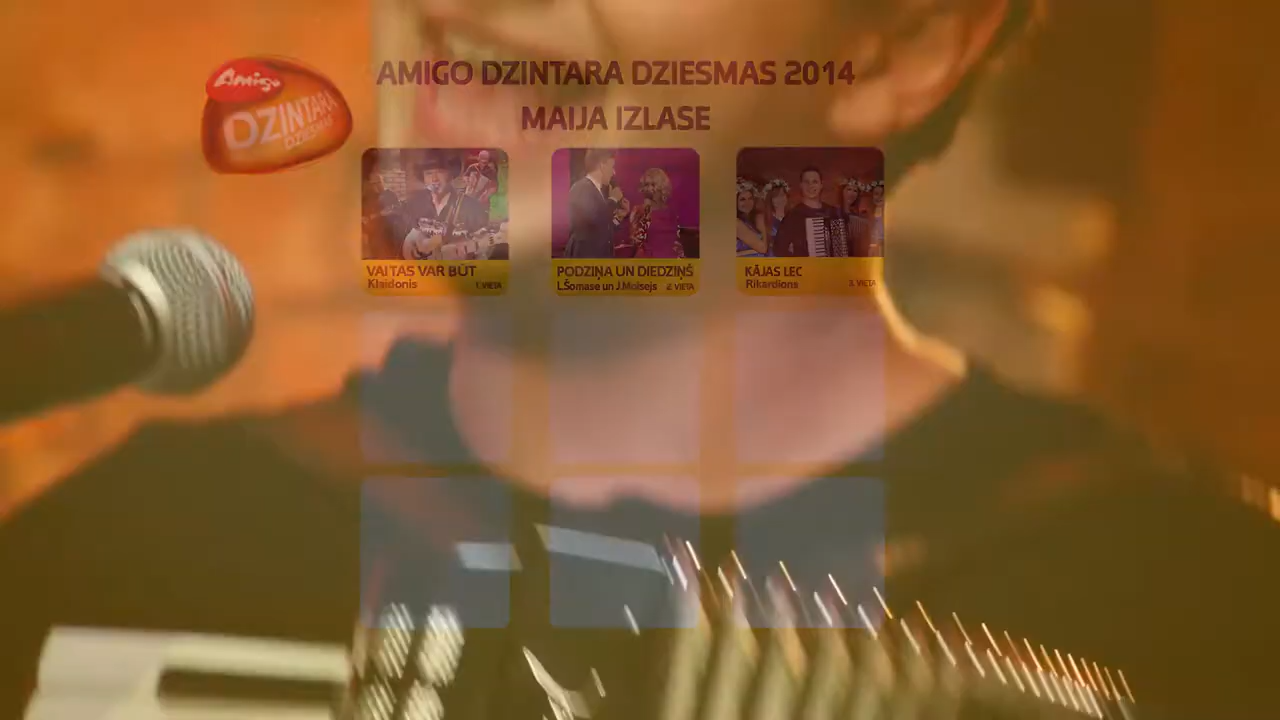 Amigo
DZINTARA
DZIESMAS
AMIGO DZINTARA DZIESMAS 2014
MAIJA IZLASE
VAI TAS VAR BŪT
Klaidonis 1. VIETA
PODZIŅA UN DIEDZIŅŠ
L.Šomase un J.Moisejs 2. VIETA
KĀJAS LEC
Rikardions 3. VIETA